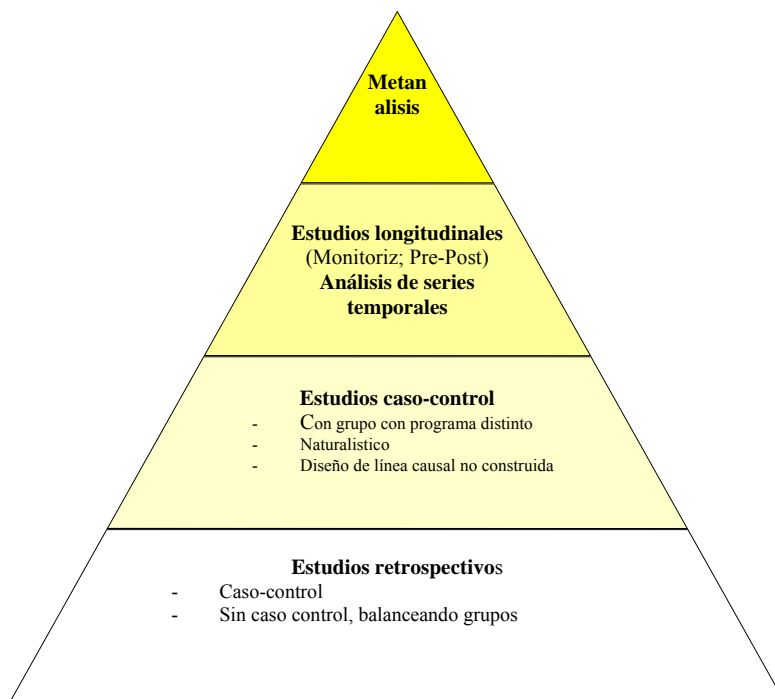 Metan
alisis
Estudios longitudinales
(Monitoriz; Pre-Post)
Análisis de series
temporales
Estudios caso-control
- Con grupo con programa distinto
- Naturalistico
- Diseño de línea causal no construida
Estudios retrospectivos
- Caso-control
- Sin caso control, balanceando grupos